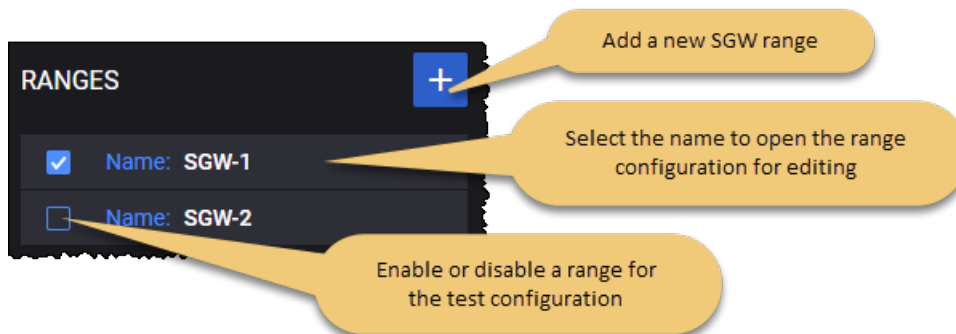 Add a new SGW range
RANGES
+
Select the name to open the range
configuration for editing
Name: SGW-1
Name: SGW-2
Enable or disable a range for
the test configuration